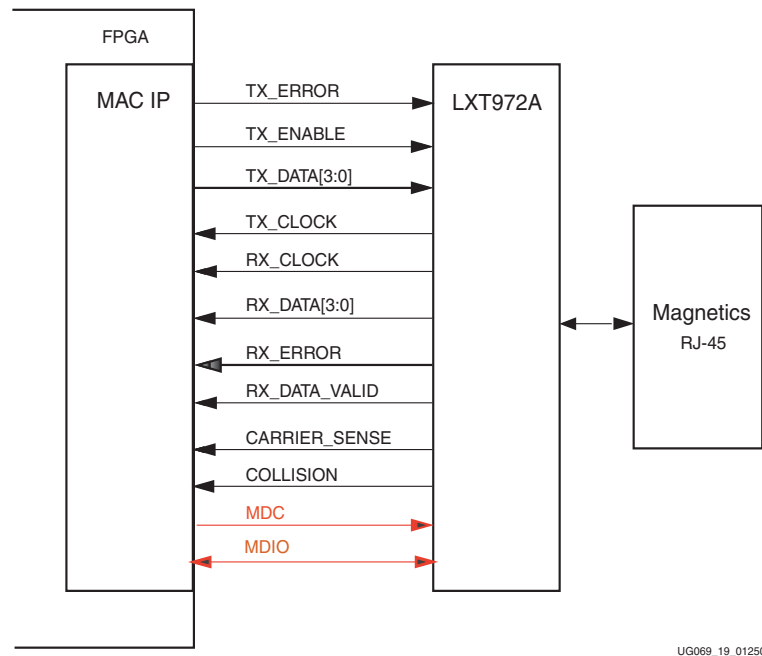 FPGA
MAC IP
LXT972A
TX_ERROR
TX_ENABLE
TX_DATA[3:0]
TX_CLOCK
RX_CLOCK
RX_DATA[3:0]
RX_ERROR
RX_DATA_VALID
CARRIER_SENSE
COLLISION
MDC
MDIO
Magnetics
RJ-45
UG069_19_01250